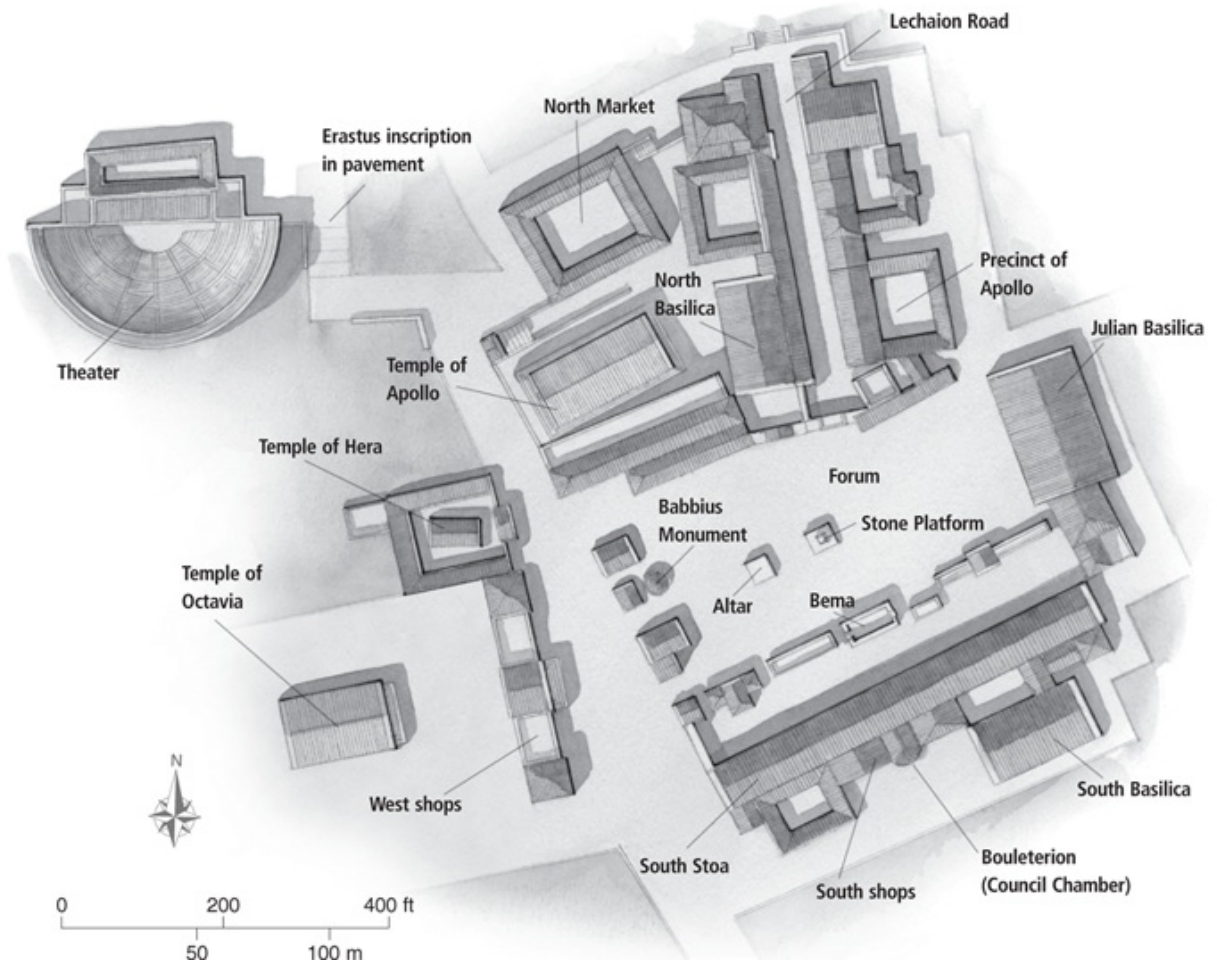 Lechaion Road
North Market
Erastus inscription
in pavement
Precinct of
Apollo
North
Basilica
Julian Basilica
Theater
Temple of
Apollo
Temple of Hera
Forum
Babbius
Monument
Stone Platform
Temple of
Octavia
Altar
Bema
N
West shops
South Basilica
South Stoa
Bouleterion
(Council Chamber)
South shops
0 200 400 ft
50 100 m